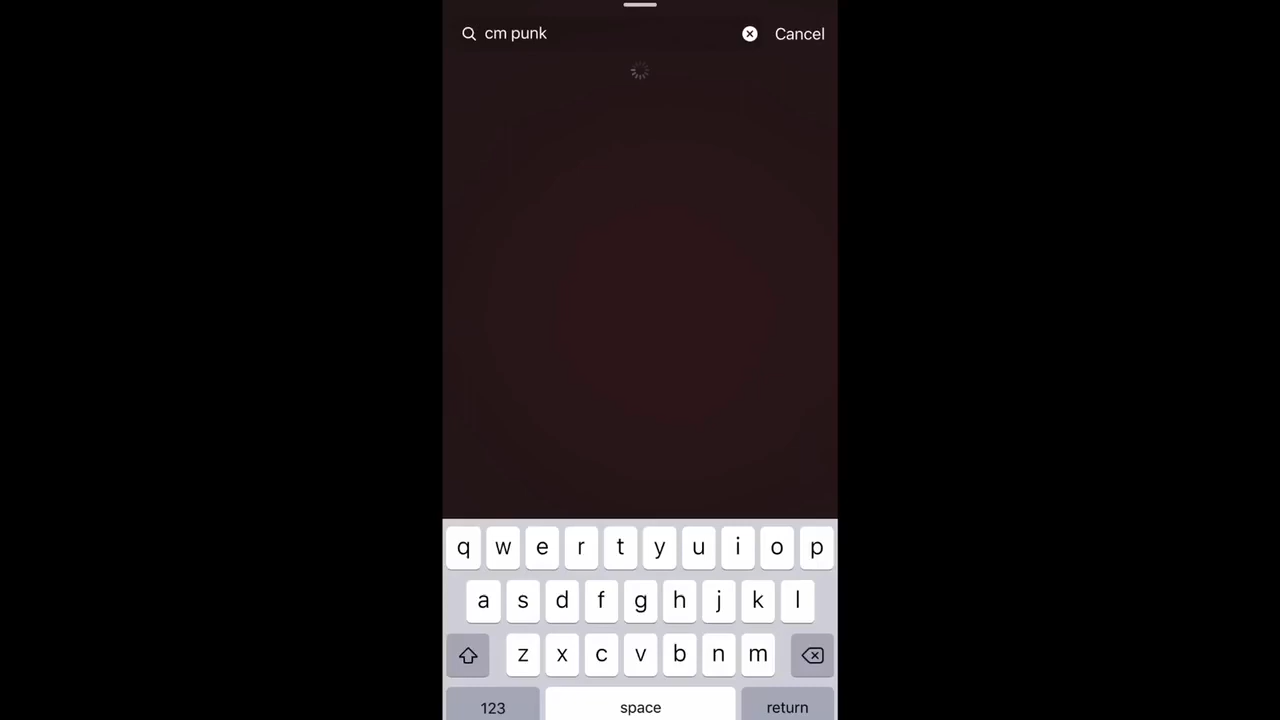 cm punk Cancel
q w e r t y u i o p
a s d f g h j k l
z x c v b n m
123 space return